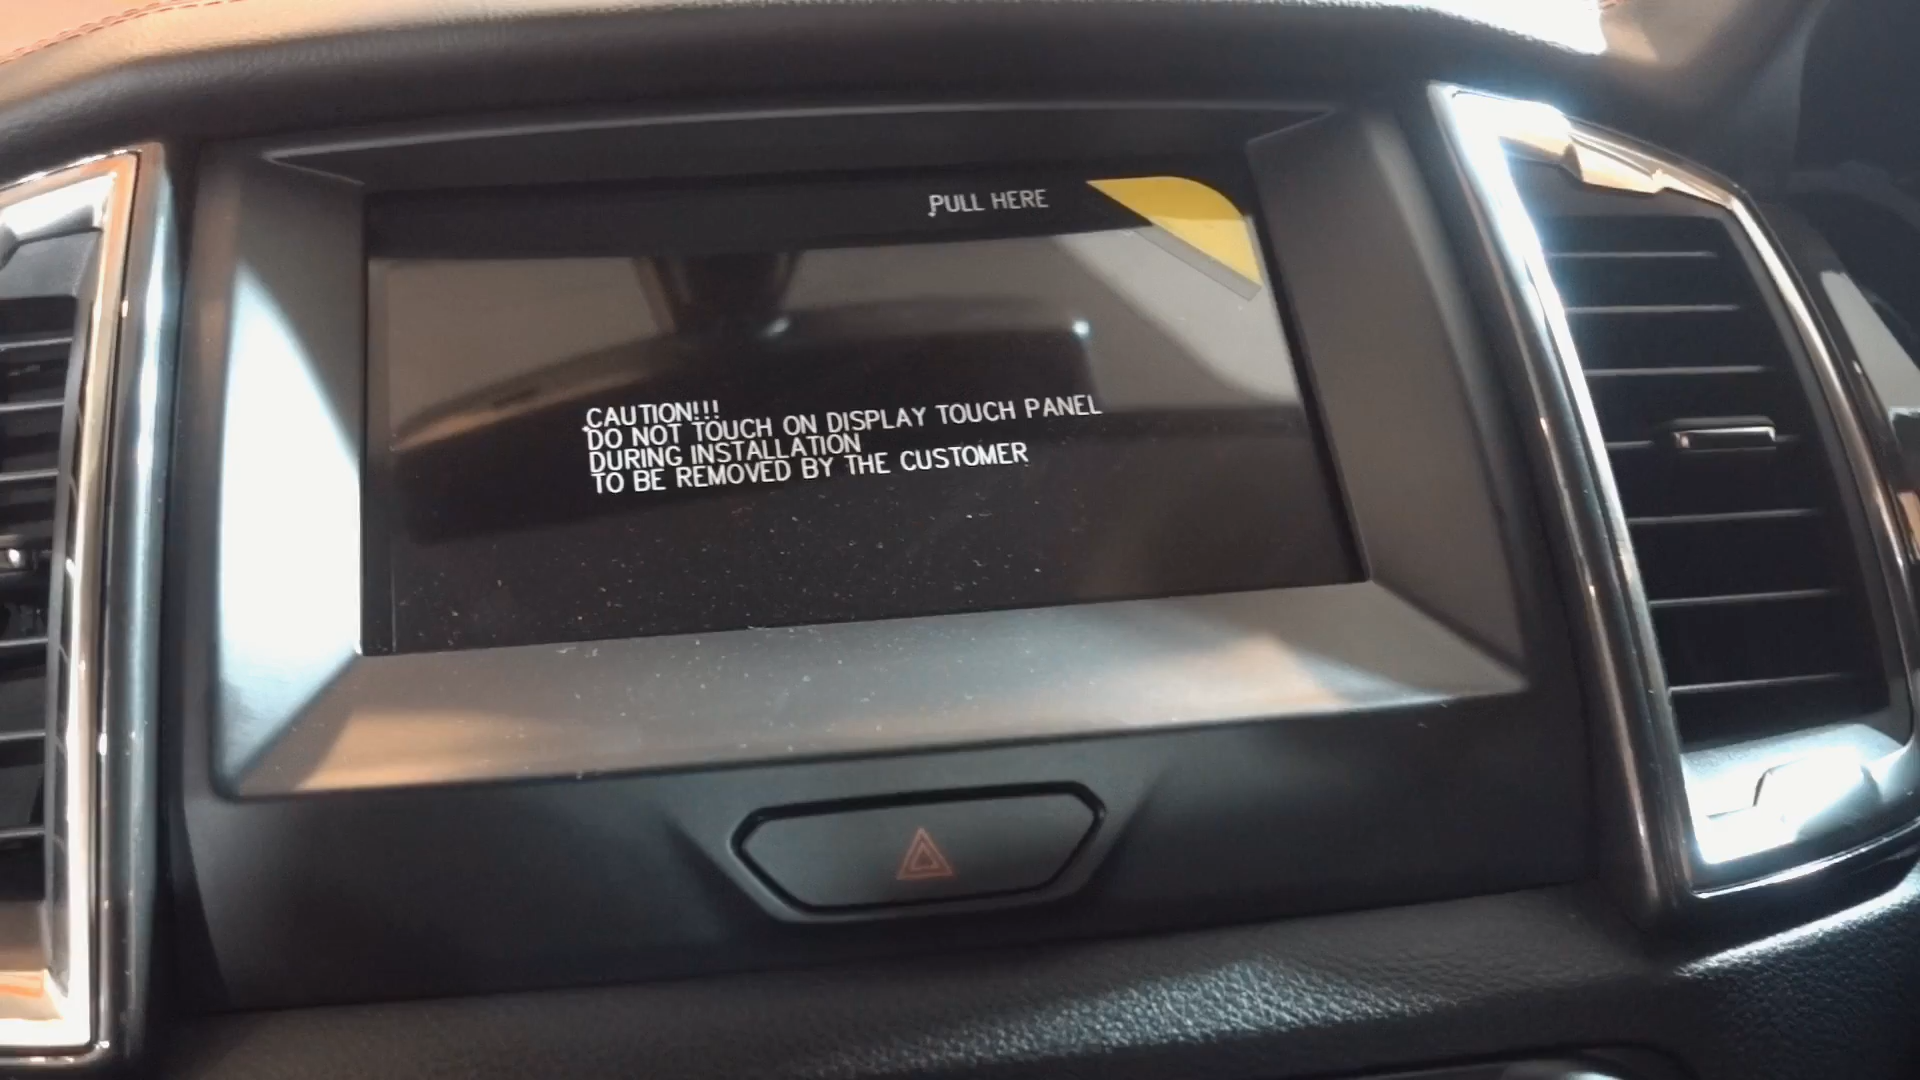 PULL HERE
CAUTION!!!
DO NOT TOUCH ON DISPLAY TOUCH PANEL
DURING INSTALLATION
TO BE REMOVED BY THE CUSTOMER